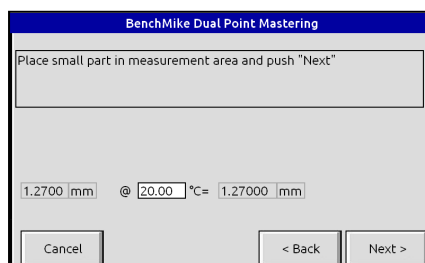 BenchMike Dual Point Mastering
Place small part in measurement area and push "Next"
1.2700 mm @ 20.00 °C= 1.27000 mm
Cancel < Back Next >